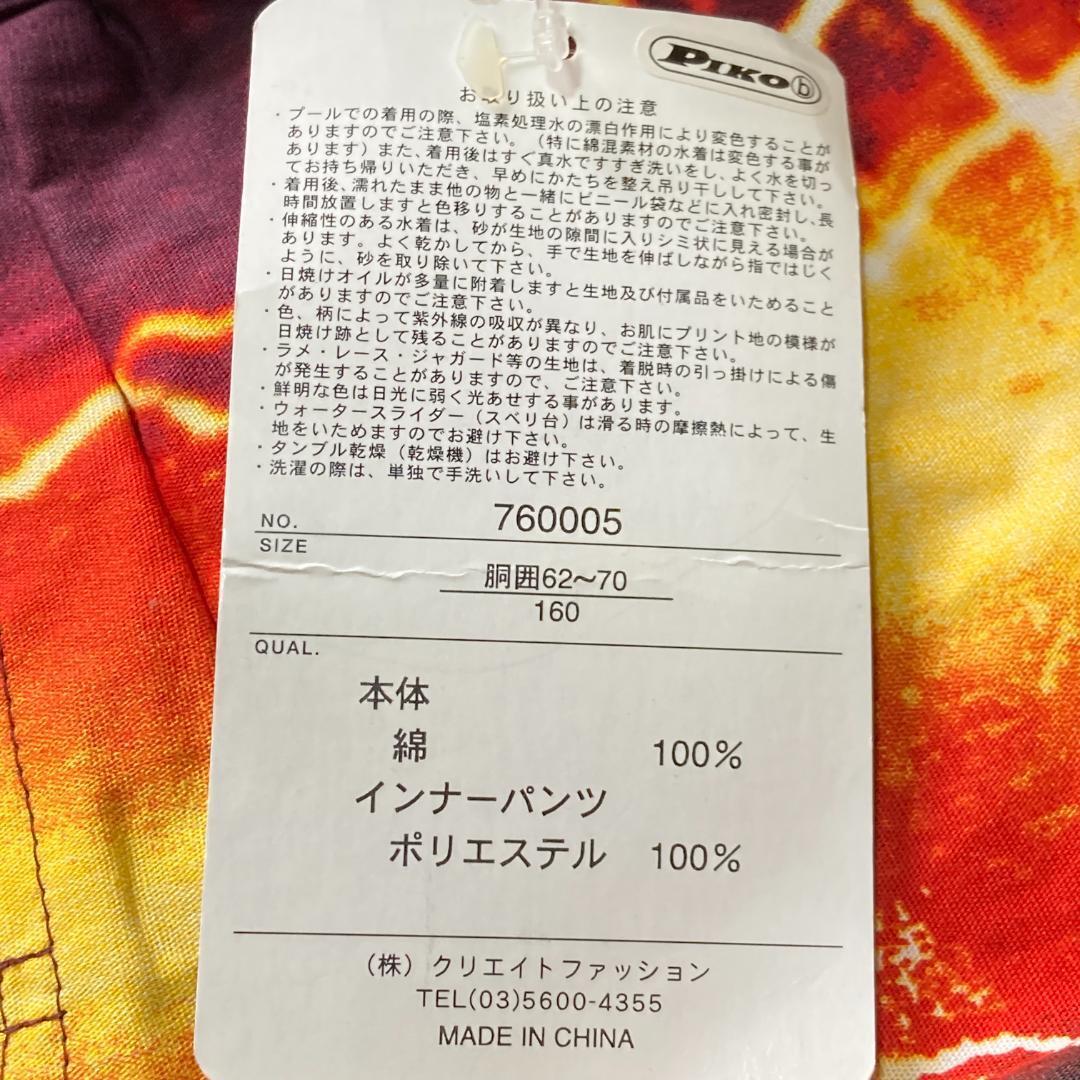 PIKO b
お取り扱い上の注意
・プールでの着用の際、塩素処理水の漂白作用により変色することが
ありますのでご注意下さい。（特に綿混素材の水着は変色する事が
あります）また、着用後はすぐ真水ですすぎ洗いをし、よく水を切っ
てお持ち帰りいただき、早めにかたちを整え吊り干しして下さい。
・着用後、濡れたまま他の物と一緒にビニール袋などに入れ密封し、長
時間放置しますと色移りすることがありますのでご注意下さい。
・伸縮性のある水着は、砂が生地の隙間に入りシミ状に見える場合が
あります。よく乾かしてから、手で生地を伸ばしながら指ではじく
ように、砂を取り除いて下さい。
・日焼けオイルが多量に附着しますと生地及び付属品をいためること
がありますのでご注意下さい。
・色、柄によって紫外線の吸収が異なり、お肌にプリント地の模様が
日焼け跡として残ることがありますのでご注意下さい。
・ラメ・レース・ジャガード等の生地は、着脱時の引っ掛けによる傷
が発生することがありますので、ご注意下さい。
・鮮明な色は日光に弱く光あせする事があります。
・ウォータースライダー（スベリ台）は滑る時の摩擦熱によって、生
地をいためますのでお避け下さい。
・タンブル乾燥（乾燥機）はお避け下さい。
・洗濯の際は、単独で手洗いして下さい。
NO. 760005
SIZE
胴囲62〜70
160
QUAL.
本体
綿 100%
インナーパンツ
ポリエステル 100%
（株）クリエイトファッション
TEL(03)5600-4355
MADE IN CHINA